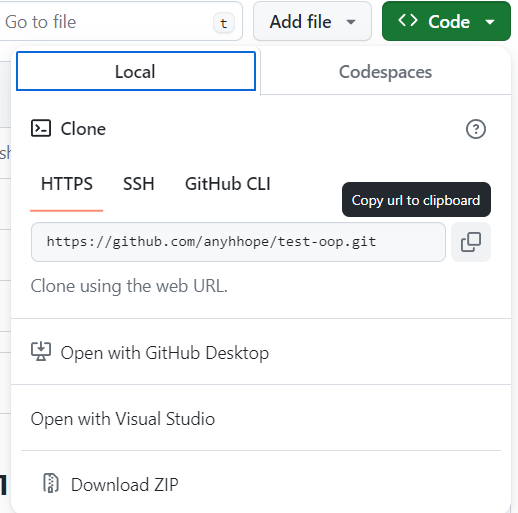 Go to file t Add file Code
Local Codespaces
Clone
HTTPS SSH GitHub CLI
Copy url to clipboard
https://github.com/anyhhope/test-oop.git
Clone using the web URL.
Open with GitHub Desktop
Open with Visual Studio
Download ZIP